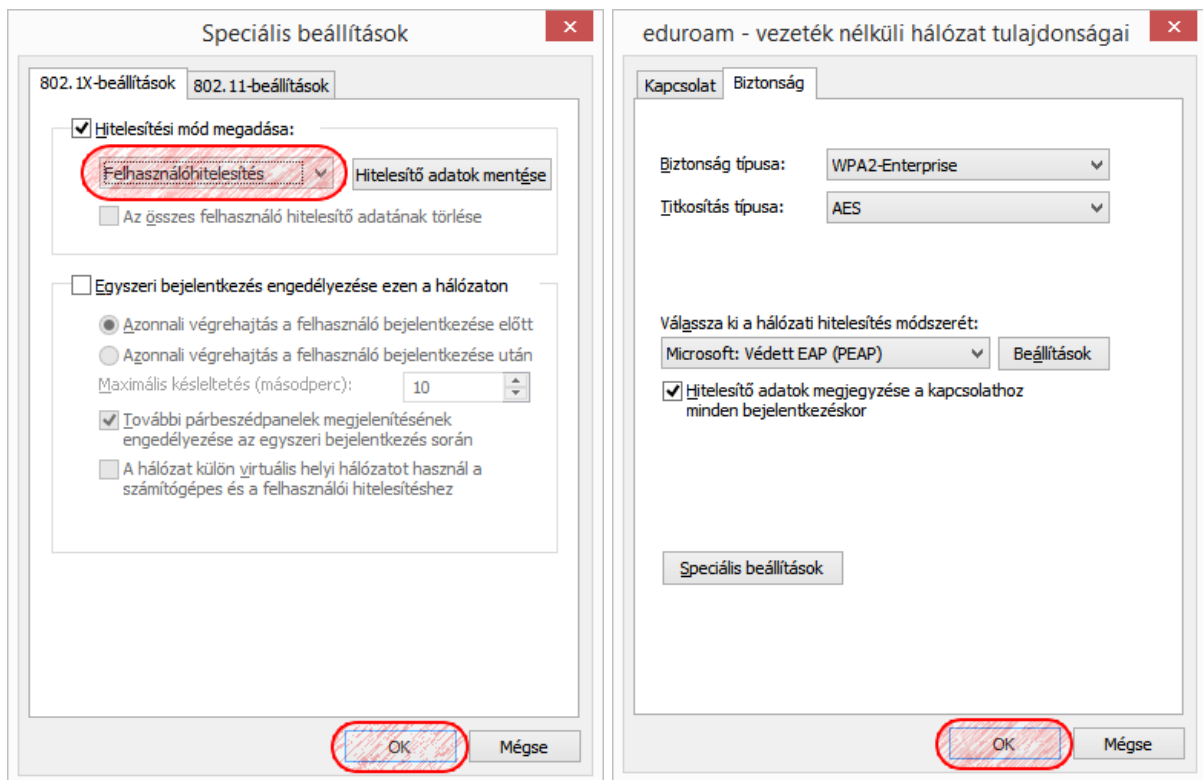 Speciális beállítások
802.1X-beállítások
802.11-beállítások
Hitelesítési mód megadása:
Felhasználóhitelesítés
Hitelesítő adatok mentése
Az összes felhasználó hitelesítő adatának törlése
Egyszeri bejelentkezés engedélyezése ezen a hálózaton
Azonnali végrehajtás a felhasználó bejelentkezése előtt
Azonnali végrehajtás a felhasználó bejelentkezése után
Maximális késleltetés (másodperc):
10
További párbeszédpanelek megjelenítésének
engedélyezése az egyszeri bejelentkezés során
A hálózat külön virtuális helyi hálózatot használ a
számítógépes és a felhasználói hitelesítéshez
OK
Mégse
eduroam - vezeték nélküli hálózat tulajdonságai
Kapcsolat
Biztonság
Biztonság típusa:
WPA2-Enterprise
Titkosítás típusa:
AES
Válassza ki a hálózati hitelesítés módszerét:
Microsoft: Védett EAP (PEAP)
Beállítások
Hitelesítő adatok megjegyzése a kapcsolathoz
minden bejelentkezéskor
Speciális beállítások
OK
Mégse